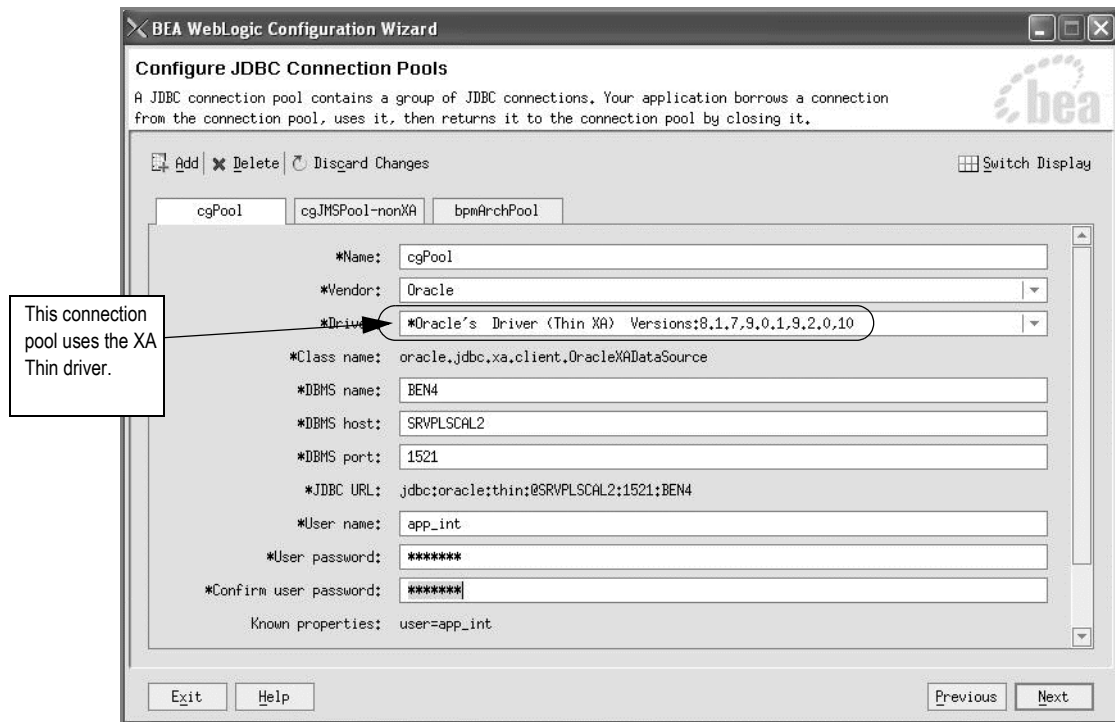 BEA WebLogic Configuration Wizard
Configure JDBC Connection Pools
A JDBC connection pool contains a group of JDBC connections. Your application borrows a connection
from the connection pool, uses it, then returns it to the connection pool by closing it.
bea
Add Delete Discard Changes Switch Display
cgPool cgJMSPool-nonXA bpmArchPool
*Name: cgPool
*Vendor: Oracle
*Drive *Oracle's Driver (Thin XA) Versions:8.1.7,9.0.1,9.2.0,10
This connection
pool uses the XA
Thin driver.
*Class name: oracle.jdbc.xa.client.OracleXADataSource
*DBMS name: BEN4
*DBMS host: SRVPLSCAL2
*DBMS port: 1521
*JDBC URL: jdbc:oracle:thin:@SRVPLSCAL2:1521:BEN4
*User name: app_int
*User password: *******
*Confirm user password: *******
Known properties: user=app_int
Exit Help Previous Next